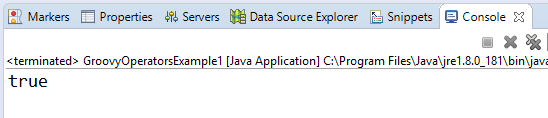 Markers Properties Servers Data Source Explorer Snippets Console
<terminated> GroovyOperatorsExample1 [Java Application] C:\Program Files\Java\jre1.8.0_181\bin\java
true